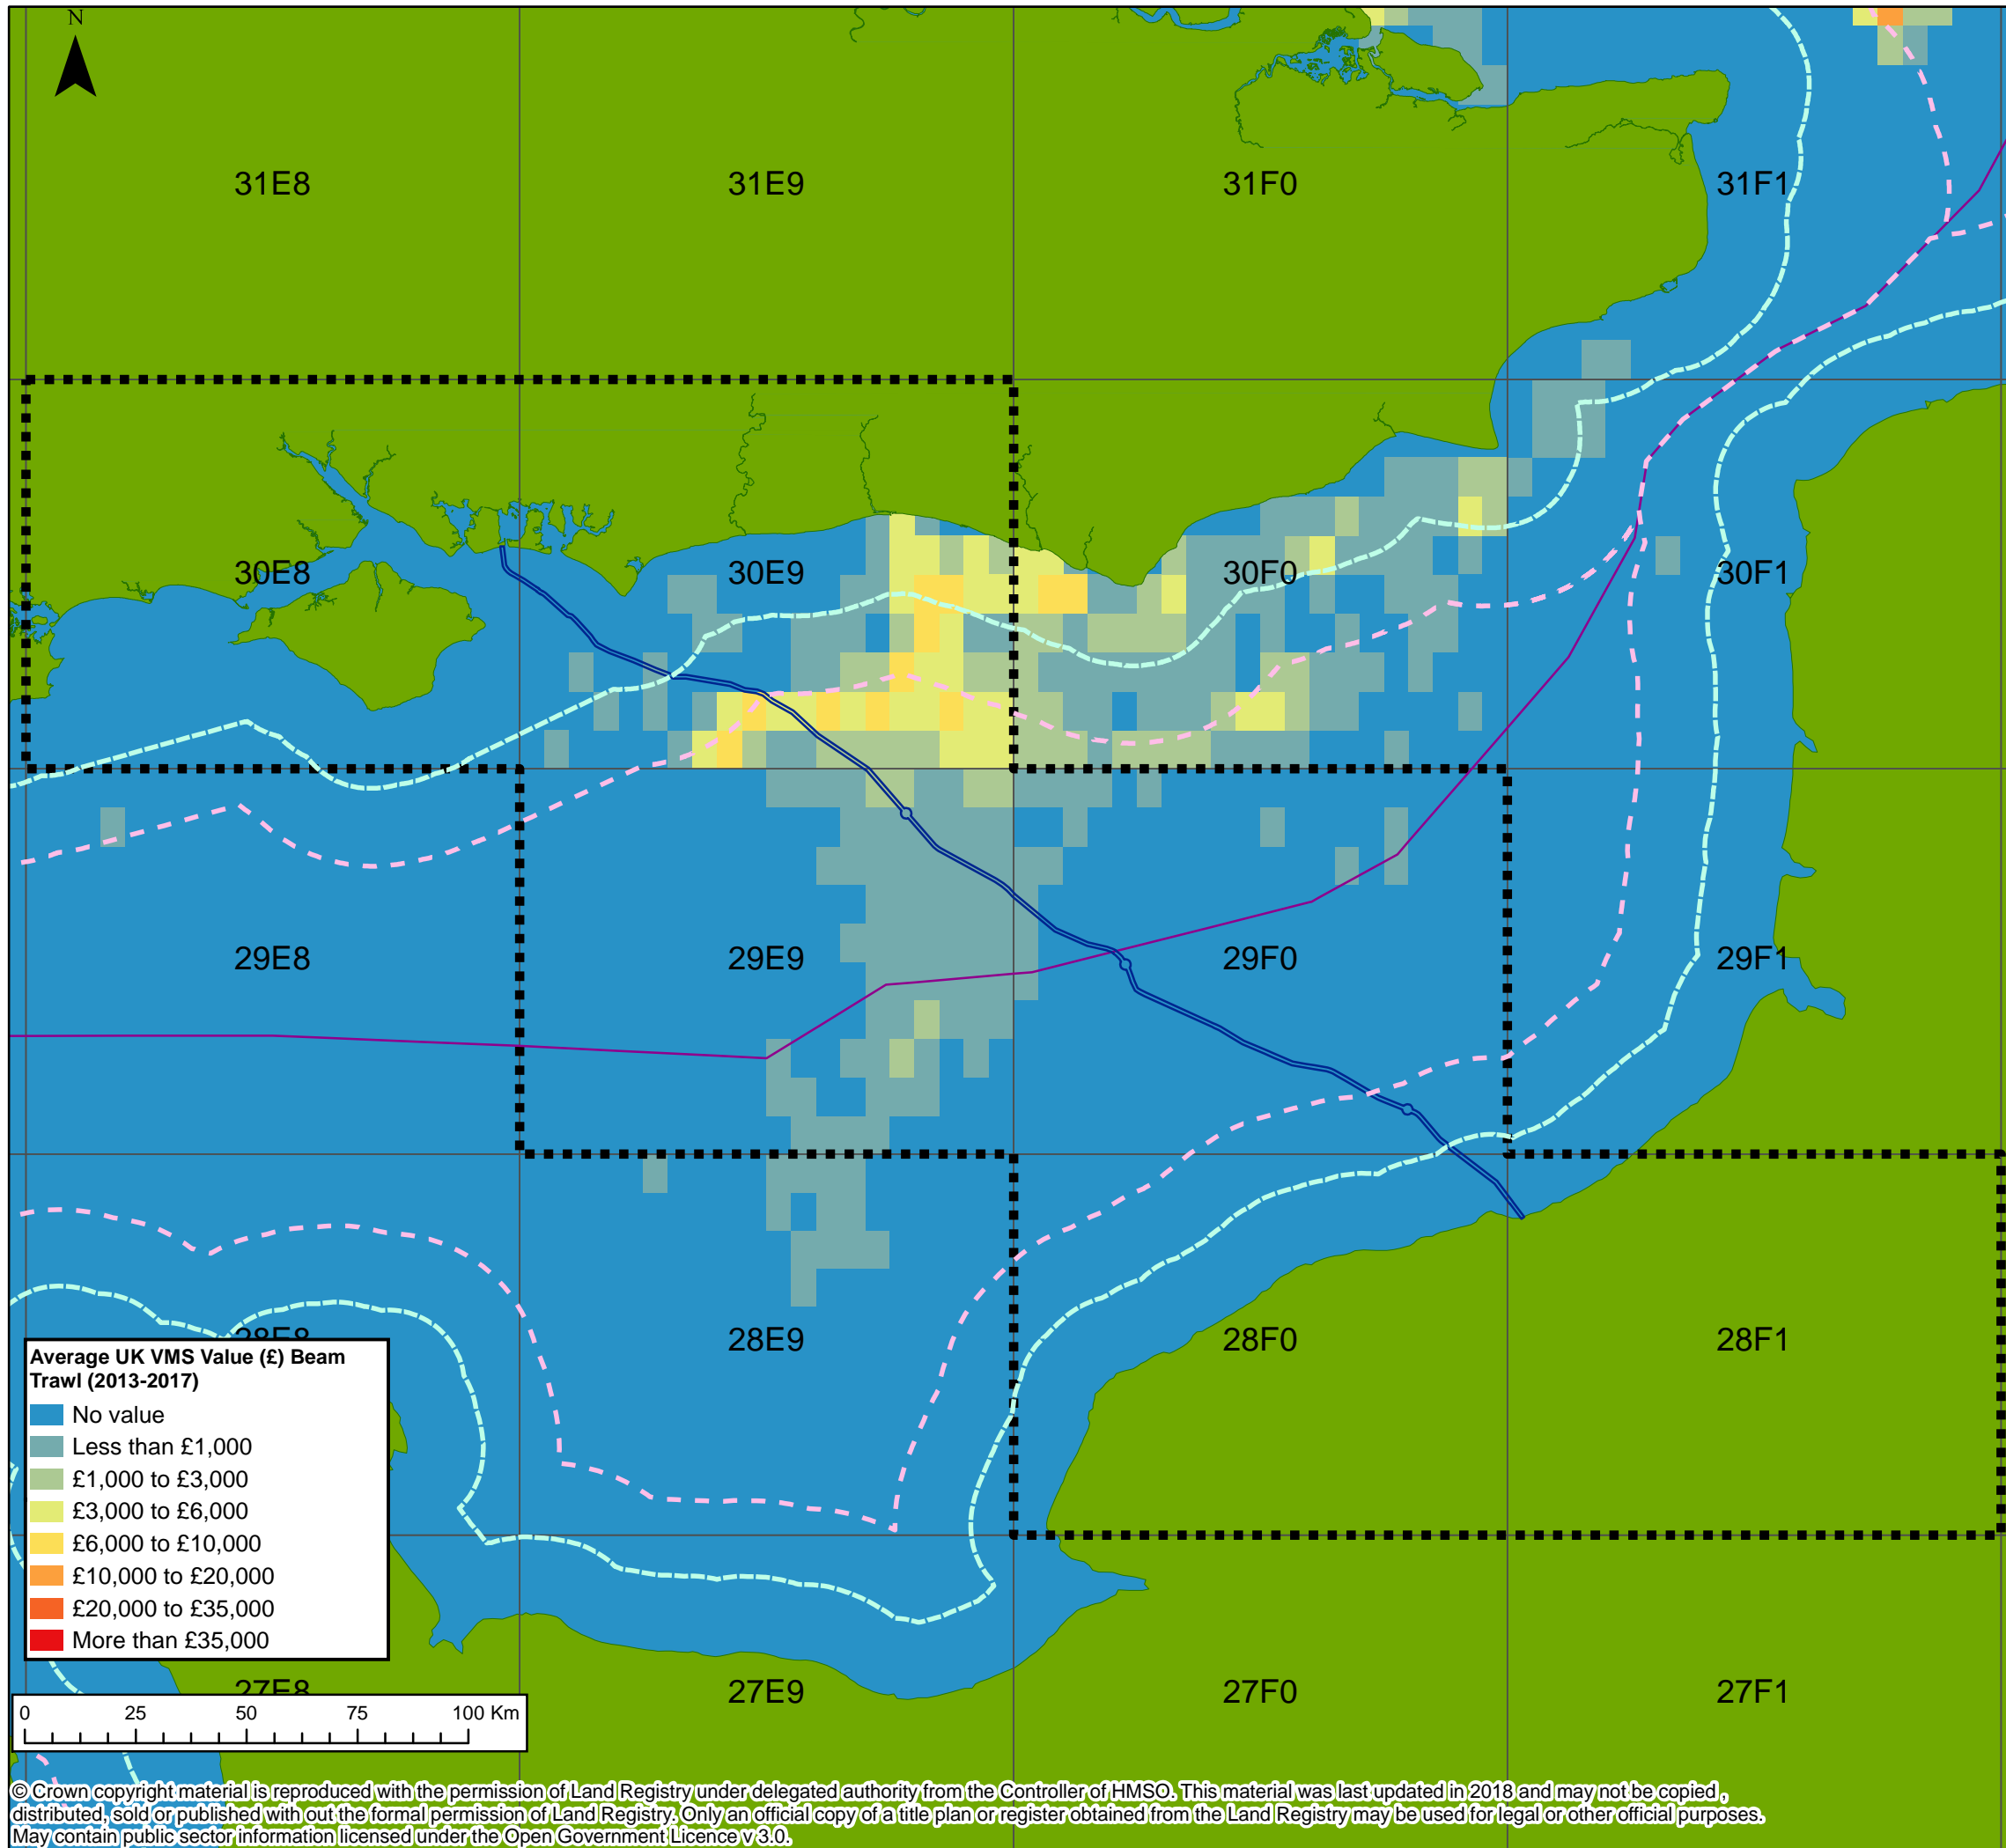 N
31E8 31E9 31F0 31F1
30E8 30E9 30F0 30F1
29E8 29E9 29F0 29F1
28E8 28E9 28F0 28F1
Average UK VMS Value (£) Beam
Trawl (2013-2017)
No value
Less than £1,000
£1,000 to £3,000
£3,000 to £6,000
£6,000 to £10,000
£10,000 to £20,000
£20,000 to £35,000
More than £35,000
27E8 27E9 27F0 27F1
0 25 50 75 100 Km
© Crown copyright material is reproduced with the permission of Land Registry under delegated authority from the Controller of HMSO. This material was last updated in 2018 and may not be copied ,
distributed, sold or published with out the formal permission of Land Registry. Only an official copy of a title plan or register obtained from the Land Registry may be used for legal or other official purposes.
May contain public sector information licensed under the Open Government Licence v 3.0.